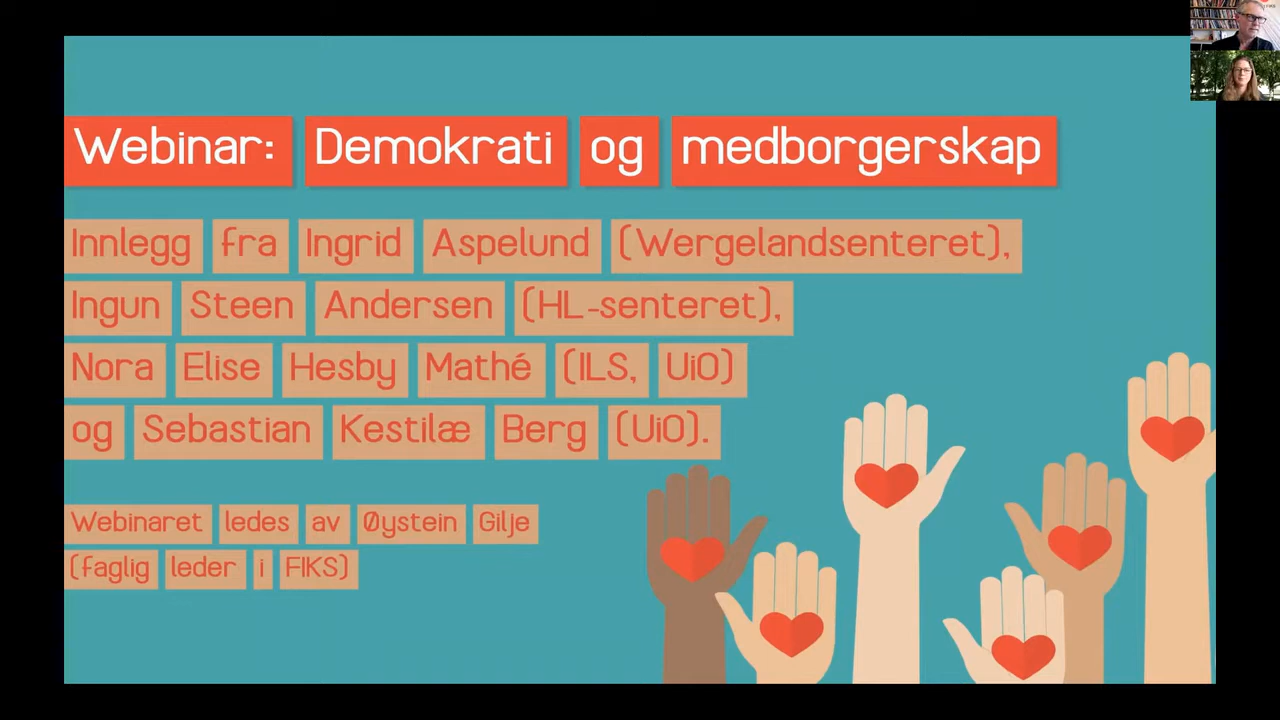 Webinar: Demokrati og medborgerskap
Innlegg fra Ingrid Aspelund (Wergelandsenteret),
Ingun Steen Andersen (HL-senteret),
Nora Elise Hesby Mathé (ILS, UiO)
og Sebastian Kestilæ Berg (UiO).
Webinaret ledes av Øystein Gilje
(faglig leder i FIKS)